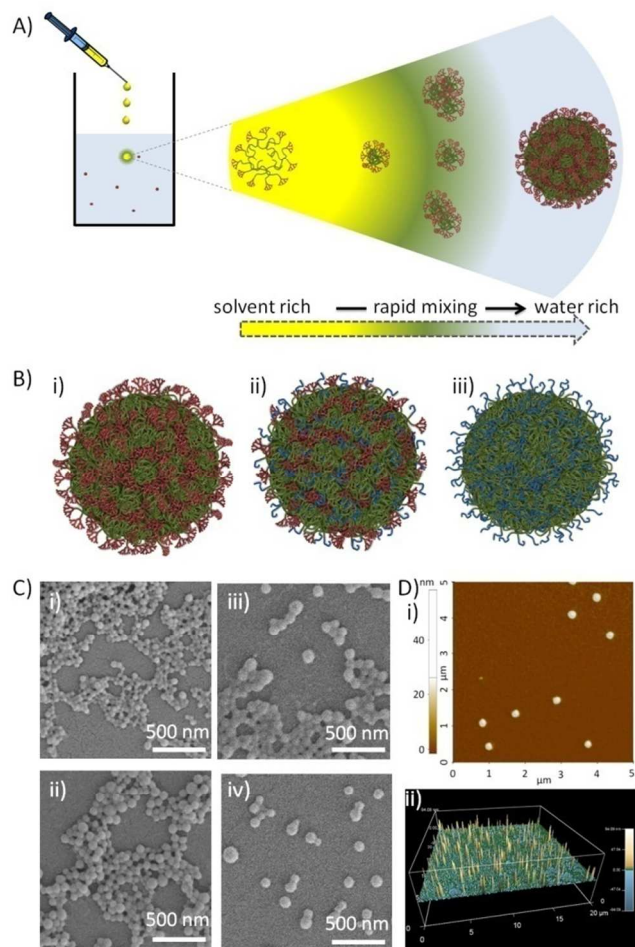 A)
solvent rich — rapid mixing → water rich
B)
i)
ii)
iii)
C)
i)
500 nm
iii)
500 nm
ii)
500 nm
iv)
500 nm
D)
i)
nm
40
20
0
5
4
3
2
1
0
µm
0 1 2 3 4 5
µm
ii)
0
5
10
15
20 µm
0